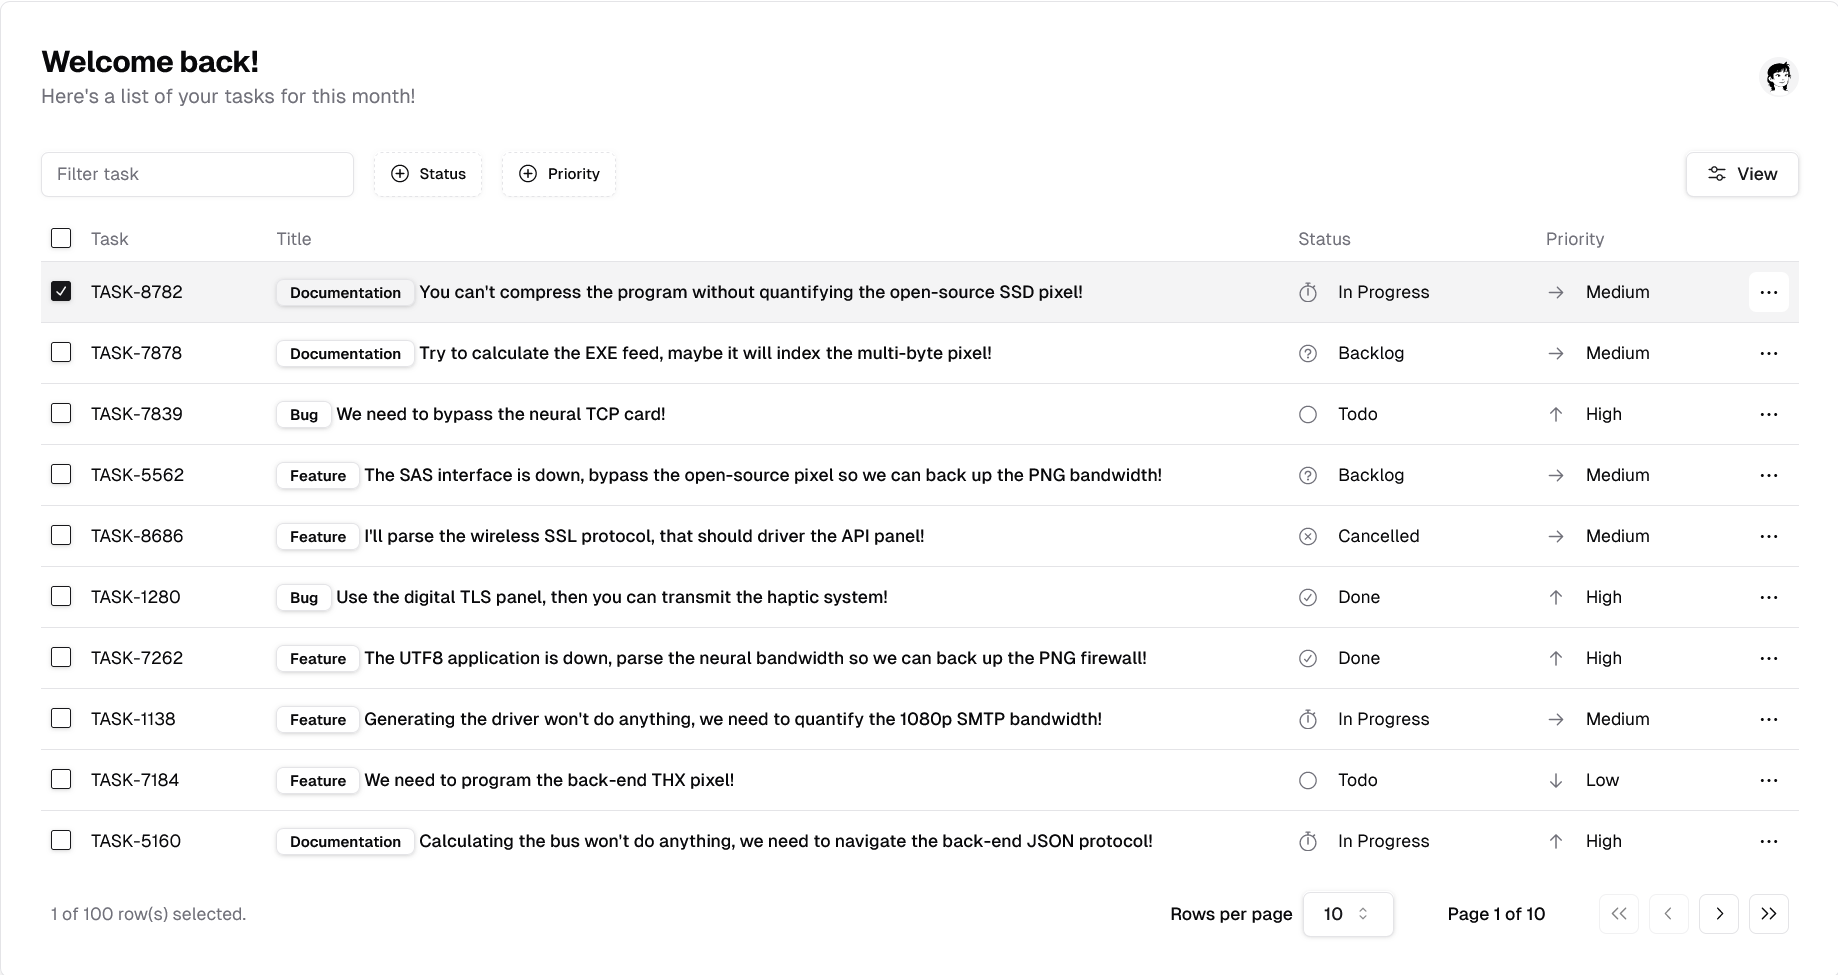 Welcome back!
Here's a list of your tasks for this month!
Filter task Status Priority View
Task Title Status Priority
TASK-8782 Documentation You can't compress the program without quantifying the open-source SSD pixel! In Progress Medium
TASK-7878 Documentation Try to calculate the EXE feed, maybe it will index the multi-byte pixel! Backlog Medium
TASK-7839 Bug We need to bypass the neural TCP card! Todo High
TASK-5562 Feature The SAS interface is down, bypass the open-source pixel so we can back up the PNG bandwidth! Backlog Medium
TASK-8686 Feature I'll parse the wireless SSL protocol, that should driver the API panel! Cancelled Medium
TASK-1280 Bug Use the digital TLS panel, then you can transmit the haptic system! Done High
TASK-7262 Feature The UTF8 application is down, parse the neural bandwidth so we can back up the PNG firewall! Done High
TASK-1138 Feature Generating the driver won't do anything, we need to quantify the 1080p SMTP bandwidth! In Progress Medium
TASK-7184 Feature We need to program the back-end THX pixel! Todo Low
TASK-5160 Documentation Calculating the bus won't do anything, we need to navigate the back-end JSON protocol! In Progress High
1 of 100 row(s) selected. Rows per page 10 Page 1 of 10